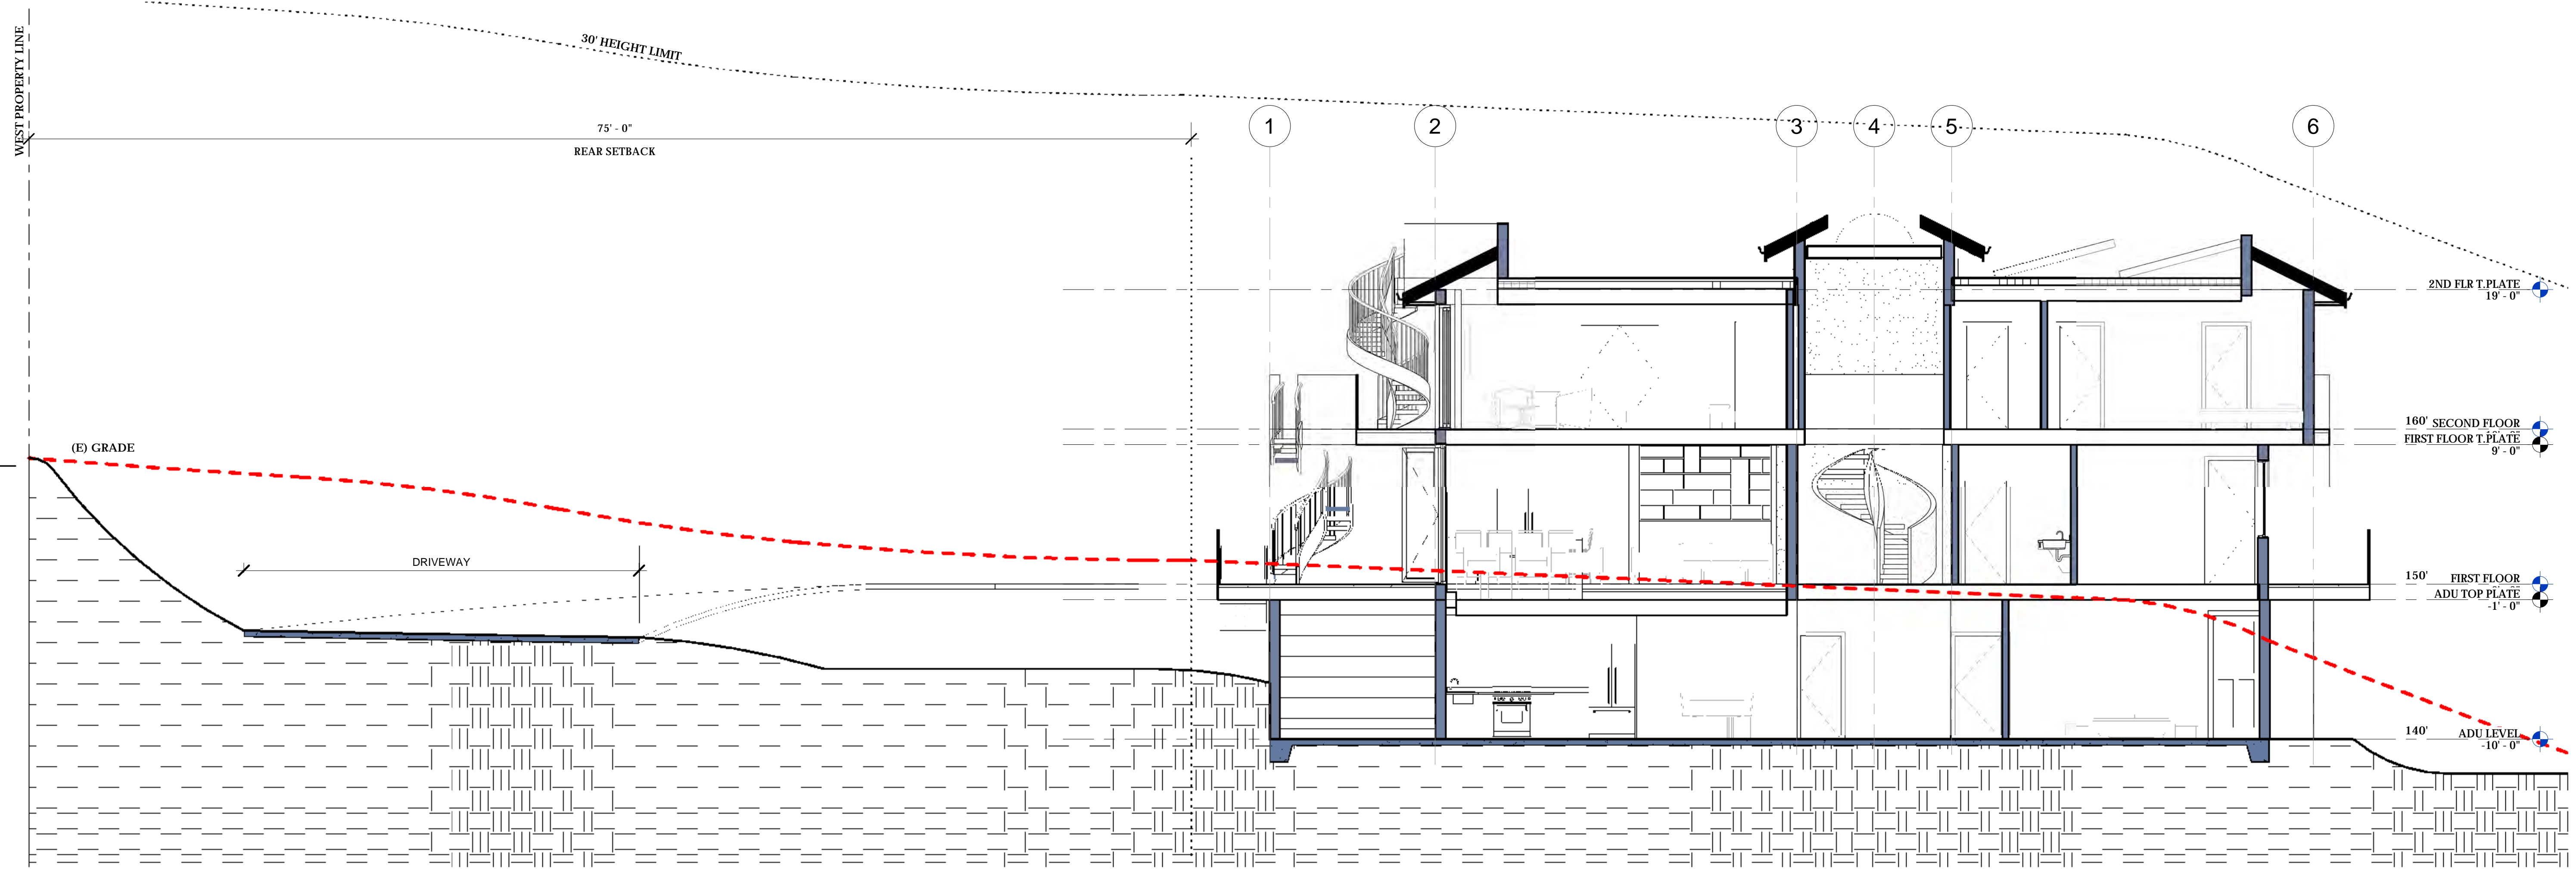 WEST PROPERTY LINE
30' HEIGHT LIMIT
75' - 0"
REAR SETBACK
1
2
3
4
5
6
2ND FLR T.PLATE
19' - 0"
160' SECOND FLOOR
FIRST FLOOR T.PLATE
9' - 0"
(E) GRADE
DRIVEWAY
150' FIRST FLOOR
ADU TOP PLATE
-1' - 0"
140' ADU LEVEL
-10' - 0"